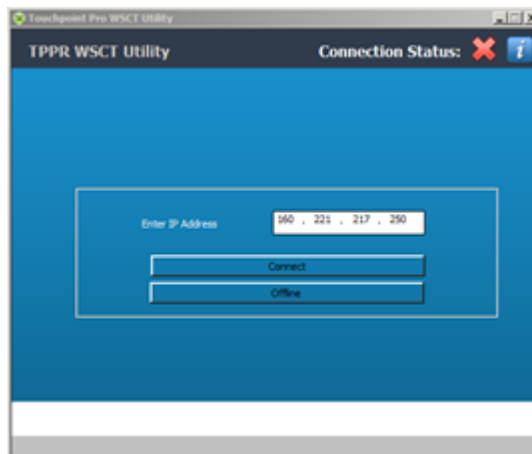 Touchpoint Pro WSCT Utility
TPPR WSCT Utility Connection Status:
Enter IP Address 160 . 221 . 217 . 250
Connect
Offline